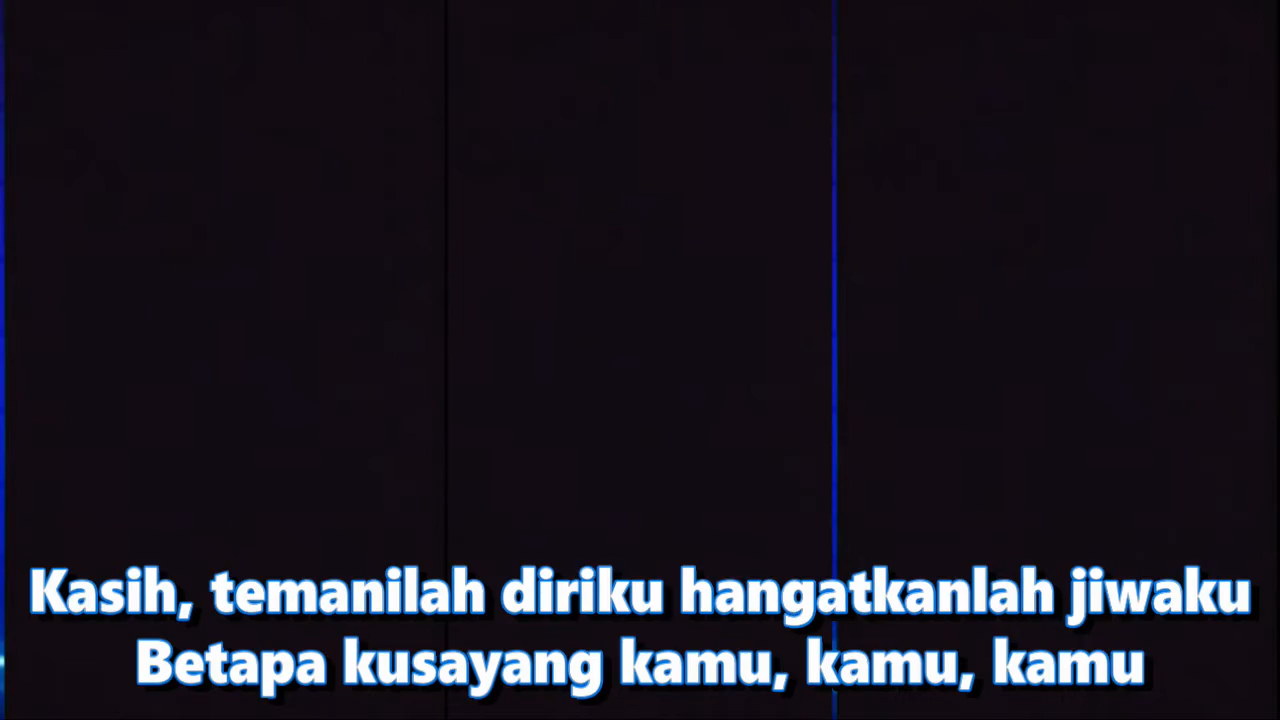 Kasih, temanilah diriku hangatkanlah jiwaku
Betapa kusayang kamu, kamu, kamu